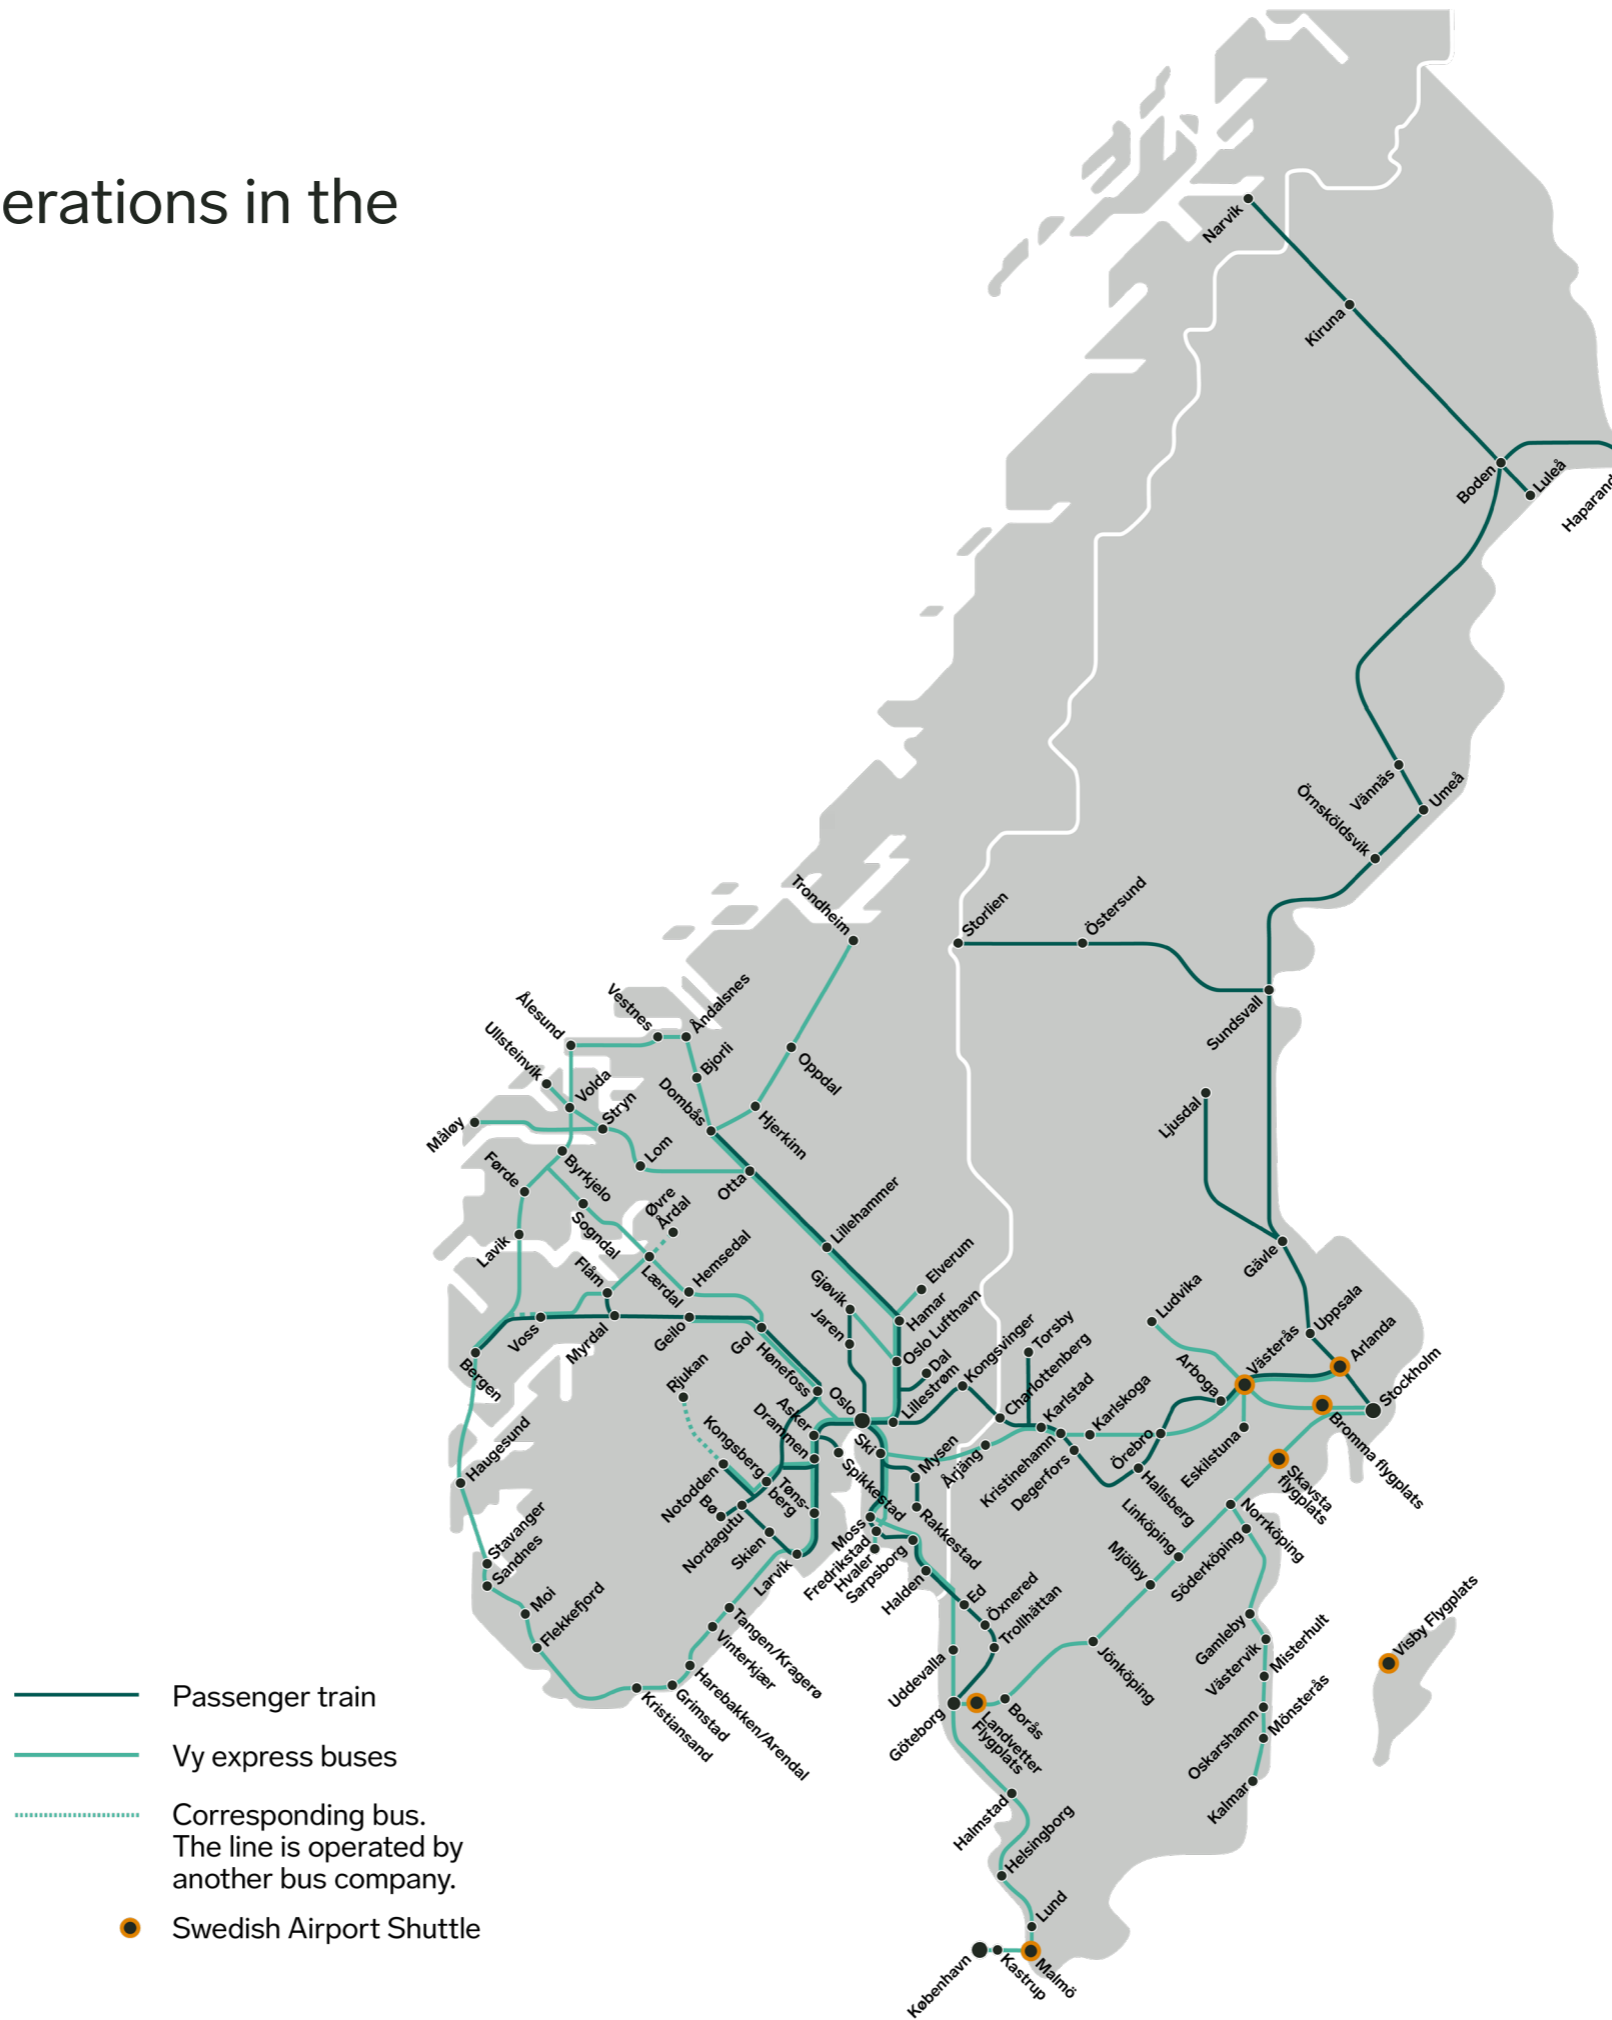 erations in the
Narvik
Kiruna
Boden
Luleå
Haparand
Vännäs
Umeå
Örnsköldsvik
Trondheim
Storlien
Östersund
Sundsvall
Ålesund
Vestnes
Åndalsnes
Ullsteinvik
Bjorli
Oppdal
Volda
Dombås
Hjerkinn
Stryn
Måløy
Lom
Ljusdal
Førde
Byrkjelo
Otta
Øvre
Årdal
Sogndal
Lillehammer
Lavik
Lærdal
Hemsedal
Elverum
Gävle
Flåm
Gjøvik
Hamar
Ludvika
Uppsala
Voss
Myrdal
Geilo
Gol
Jaren
Oslo Lufthavn
Kongsvinger
Torsby
Bergen
Hønefoss
Dal
Charlottenberg
Arboga
Västerås
Arlanda
Stockholm
Rjukan
Oslo
Lillestrøm
Karlstad
Karlskoga
Asker
Drammen
Ski
Mysen
Årjäng
Kristinehamn
Degerfors
Örebro
Hallsberg
Eskilstuna
Bromma flygplats
Haugesund
Kongsberg
Notodden
Bø
Tøns-
berg
Spikkestad
Skavsta
flygplats
Nordagutu
Skien
Larvik
Moss
Fredrikstad
Hvaler
Sarpsborg
Rakkestad
Halden
Linköping
Norrköping
Mjölby
Söderköping
Stavanger
Sandnes
Moi
Flekkefjord
Ed
Öxnered
Trollhättan
Tangen/Kragerø
Vinterkjær
Harebakken/Arendal
Grimstad
Kristiansand
Uddevalla
Göteborg
Landvetter
Flygplats
Borås
Jönköping
Gamleby
Västervik
Misterhult
Oskarshamn
Mönsterås
Kalmar
Visby Flygplats
Halmstad
Helsingborg
Lund
København
Kastrup
Malmö
Passenger train
Vy express buses
Corresponding bus.
The line is operated by
another bus company.
Swedish Airport Shuttle